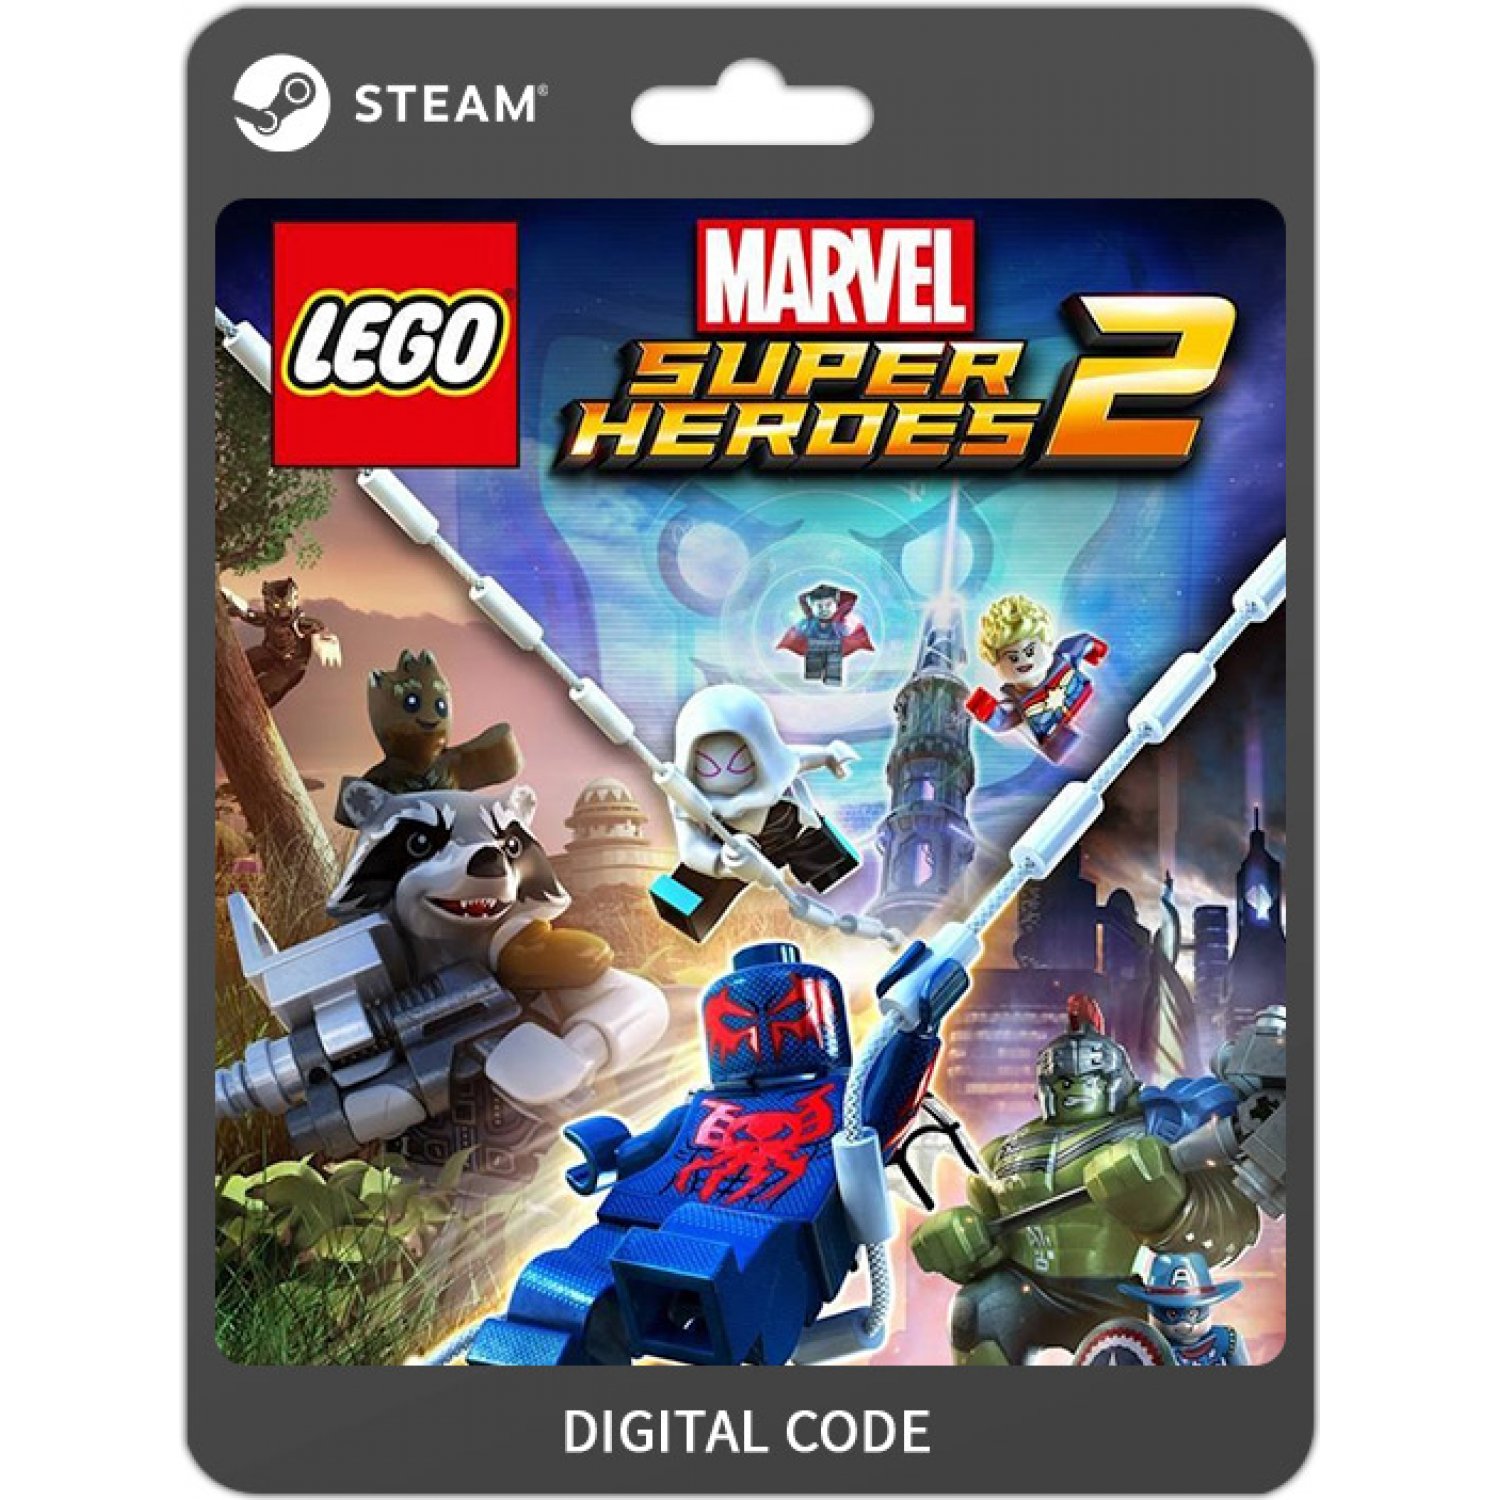 STEAM®
LEGO®
MARVEL
SUPER
HEROES 2
A
DIGITAL CODE